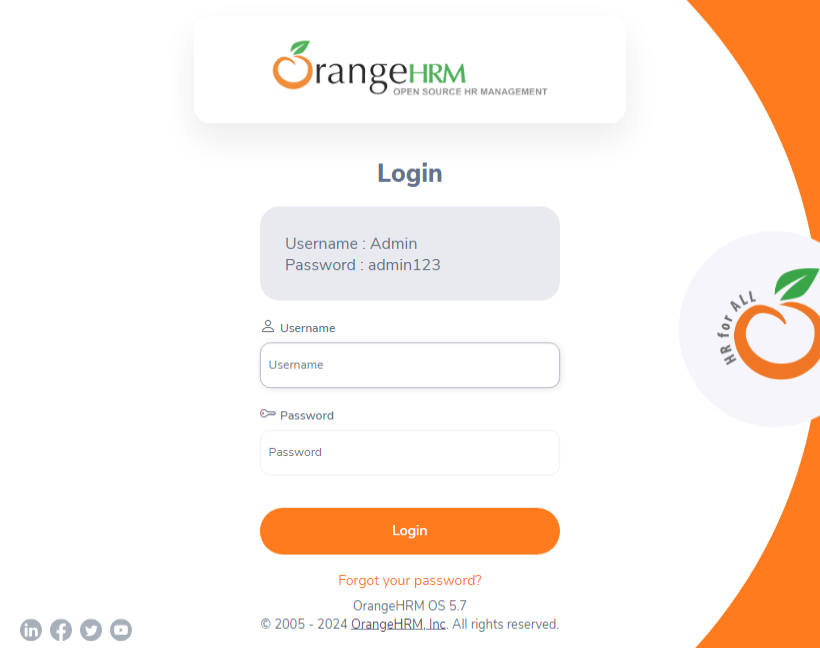 OrangeHRM
OPEN SOURCE HR MANAGEMENT
Login
Username : Admin
Password : admin123
Username
Username
Password
Password
Login
Forgot your password?
OrangeHRM OS 5.7
© 2005 - 2024 OrangeHRM, Inc. All rights reserved.
HR for ALL
in